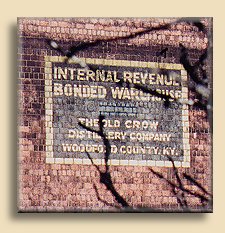 INTERNAL REVENUE
BONDED WAREHOUSE
THE OLD CROW
DISTILLERY COMPANY
WOODFORD COUNTY, KY.